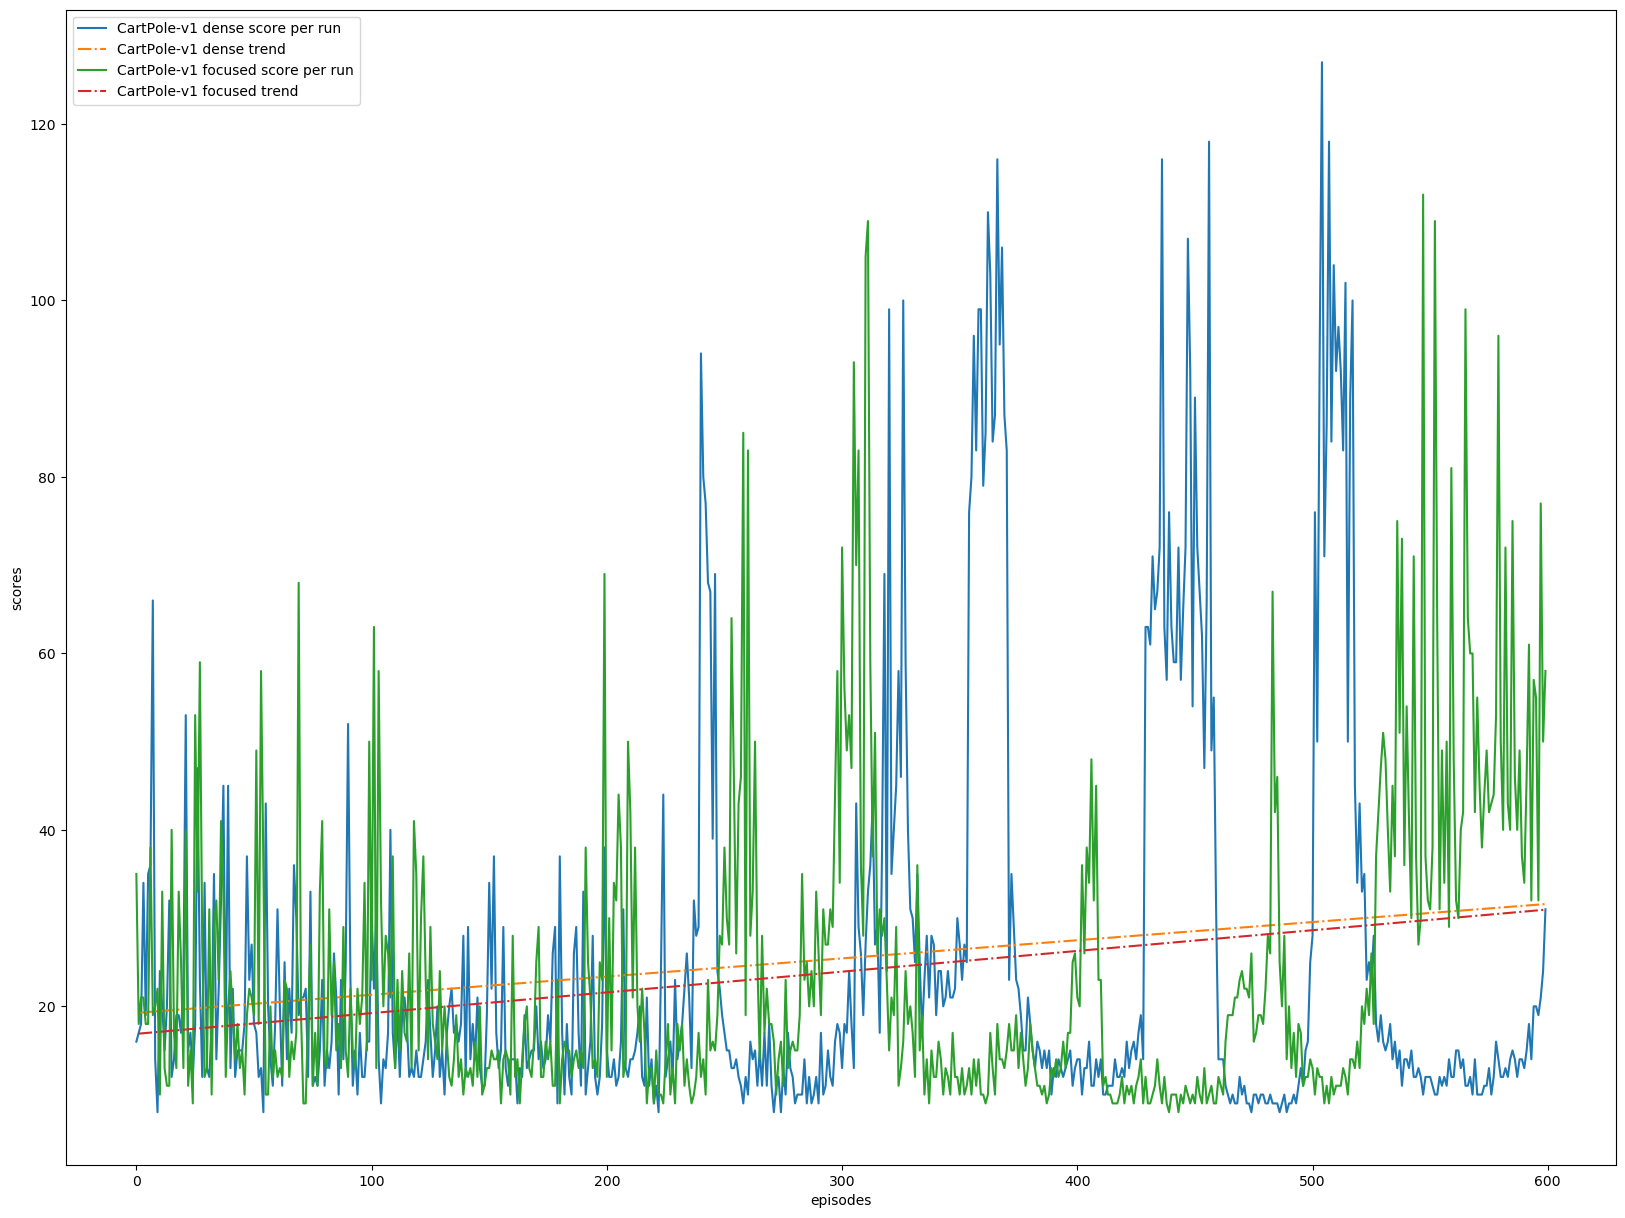 CartPole-v1 dense score per run
CartPole-v1 dense trend
CartPole-v1 focused score per run
CartPole-v1 focused trend
120
100
80
60
40
20
scores
0 100 200 300 400 500 600
episodes